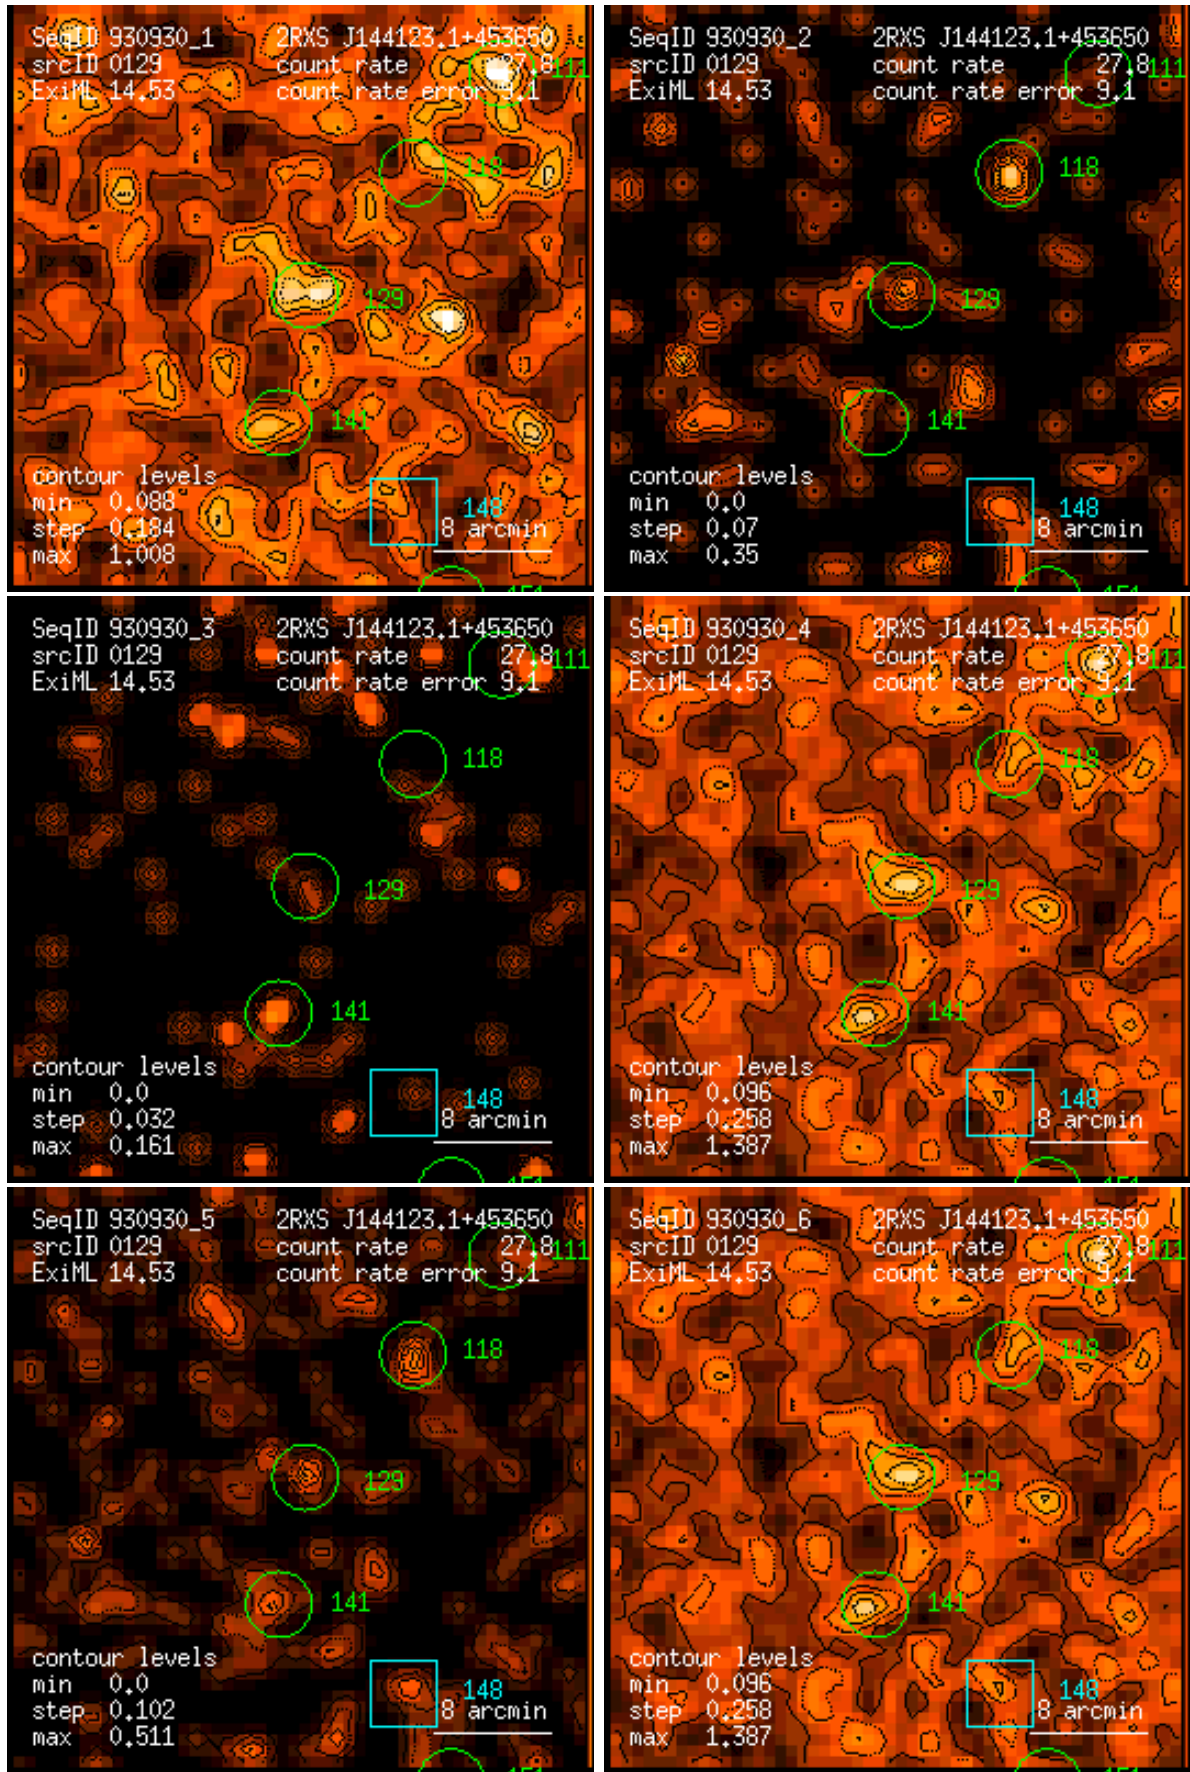 SeqID 930930_1 2RXS J144123.1+453650
srcID 0129 count rate 27.8 111
ExiML 14.53 count rate error 9.1
118
129
141
contour levels
min 0.088
step 0.184
max 1.008
148
8 arcmin
SeqID 930930_2 2RXS J144123.1+453650
srcID 0129 count rate 27.8 111
ExiML 14.53 count rate error 9.1
118
129
141
contour levels
min 0.0
step 0.07
max 0.35
148
8 arcmin
SeqID 930930_3 2RXS J144123.1+453650
srcID 0129 count rate 27.8 111
ExiML 14.53 count rate error 9.1
118
129
141
contour levels
min 0.0
step 0.032
max 0.161
148
8 arcmin
SeqID 930930_4 2RXS J144123.1+453650
srcID 0129 count rate 27.8 111
ExiML 14.53 count rate error 9.1
118
129
141
contour levels
min 0.096
step 0.258
max 1.387
148
8 arcmin
SeqID 930930_5 2RXS J144123.1+453650
srcID 0129 count rate 27.8 111
ExiML 14.53 count rate error 9.1
118
129
141
contour levels
min 0.0
step 0.102
max 0.511
148
8 arcmin
SeqID 930930_6 2RXS J144123.1+453650
srcID 0129 count rate 27.8 111
ExiML 14.53 count rate error 9.1
118
129
141
contour levels
min 0.096
step 0.258
max 1.387
148
8 arcmin